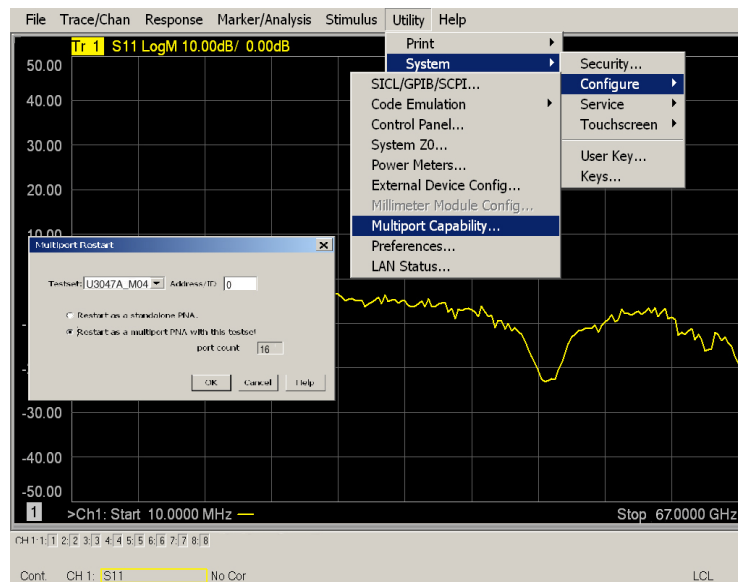 File Trace/Chan Response Marker/Analysis Stimulus Utility Help
Tr 1 S11 LogM 10.00dB/ 0.00dB
Print
System
Security...
Configure
Service
Touchscreen
User Key...
Keys...
SICL/GPIB/SCPI...
Code Emulation
Control Panel...
System Z0...
Power Meters...
External Device Config...
Millimeter Module Config...
Multiport Capability...
Preferences...
LAN Status...
50.00
40.00
30.00
20.00
10.00
Multiport Restart
Testset: U3047A_M04 Address/ID 0
Restart as a standalone PNA.
Restart as a multiport PNA with this testset
port count 16
OK Cancel Help
-30.00
-40.00
-50.00
1 >Ch1: Start 10.0000 MHz Stop 67.0000 GHz
CH 1: 1: 1 2: 2 3: 3 4: 4 5: 5 6: 6 7: 7 8: 8
Cont. CH 1: S11 No Cor LCL